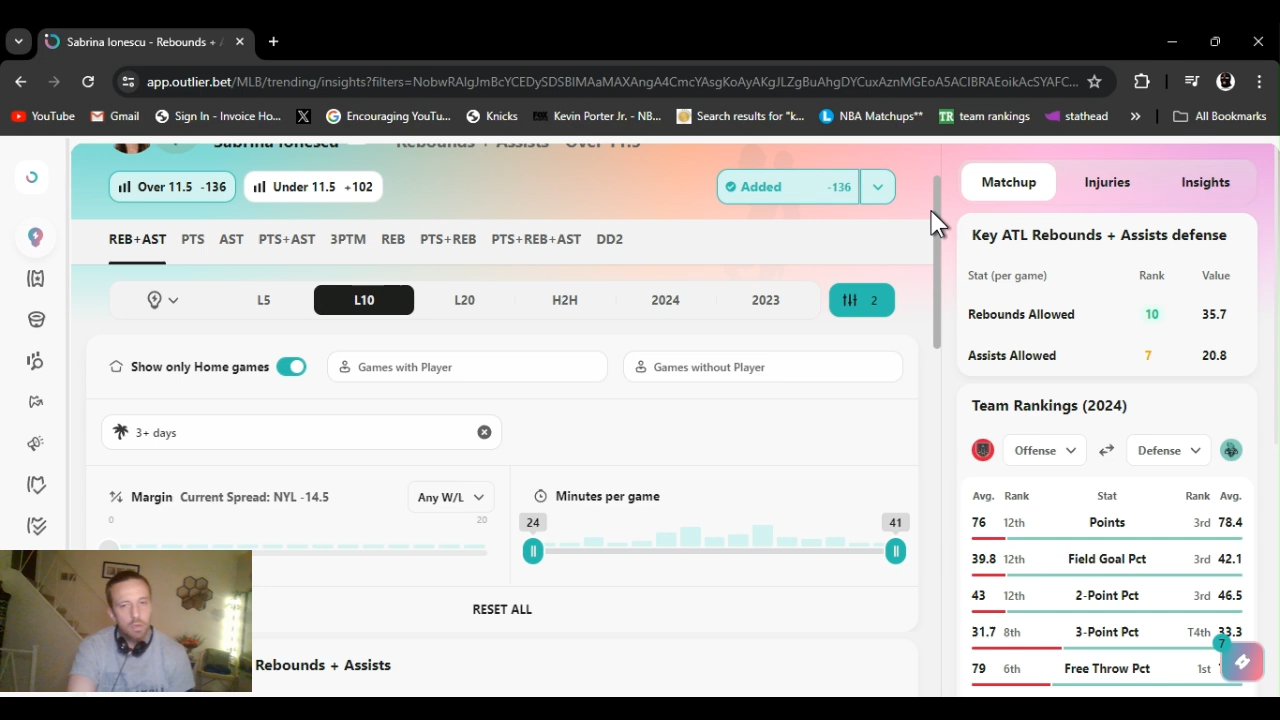 Sabrina Ionescu - Rebounds + /
app.outlier.bet/MLB/trending/insights?filters=NobwRAlgJmBcYCEDySDSBIMAaMAXAngA4CmcYAsgKoAyAKgJLZgBuAhgDYCuxAznMGEoA5ACIBRAEoikAcSYAFC...
YouTube Gmail Sign In - Invoice Ho... X Encouraging YouTu... Knicks Kevin Porter Jr. - NB... Search results for "k... NBA Matchups** team rankings stathead » All Bookmarks
Sabrina Ionescu Rebounds + Assists - Over 11.5
Over 11.5 -136 Under 11.5 +102 Added -136
REB+AST PTS AST PTS+AST 3PTM REB PTS+REB PTS+REB+AST DD2
L5 L10 L20 H2H 2024 2023 2
Show only Home games Games with Player Games without Player
3+ days
Margin Current Spread: NYL -14.5 Any W/L
0 20
Minutes per game
24 41
RESET ALL
Rebounds + Assists
Matchup Injuries Insights
Key ATL Rebounds + Assists defense
Stat (per game) Rank Value
Rebounds Allowed 10 35.7
Assists Allowed 7 20.8
Team Rankings (2024)
Offense Defense
Avg. Rank Stat Rank Avg.
76 12th Points 3rd 78.4
39.8 12th Field Goal Pct 3rd 42.1
43 12th 2-Point Pct 3rd 46.5
31.7 8th 3-Point Pct T4th 33.3
79 6th Free Throw Pct 1st
7